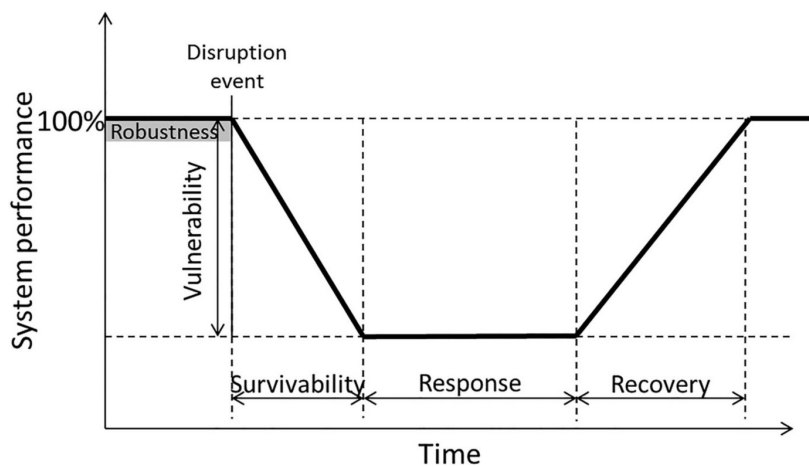 Disruption
event
100%
Robustness
System performance
Vulnerability
Survivability
Response
Recovery
Time